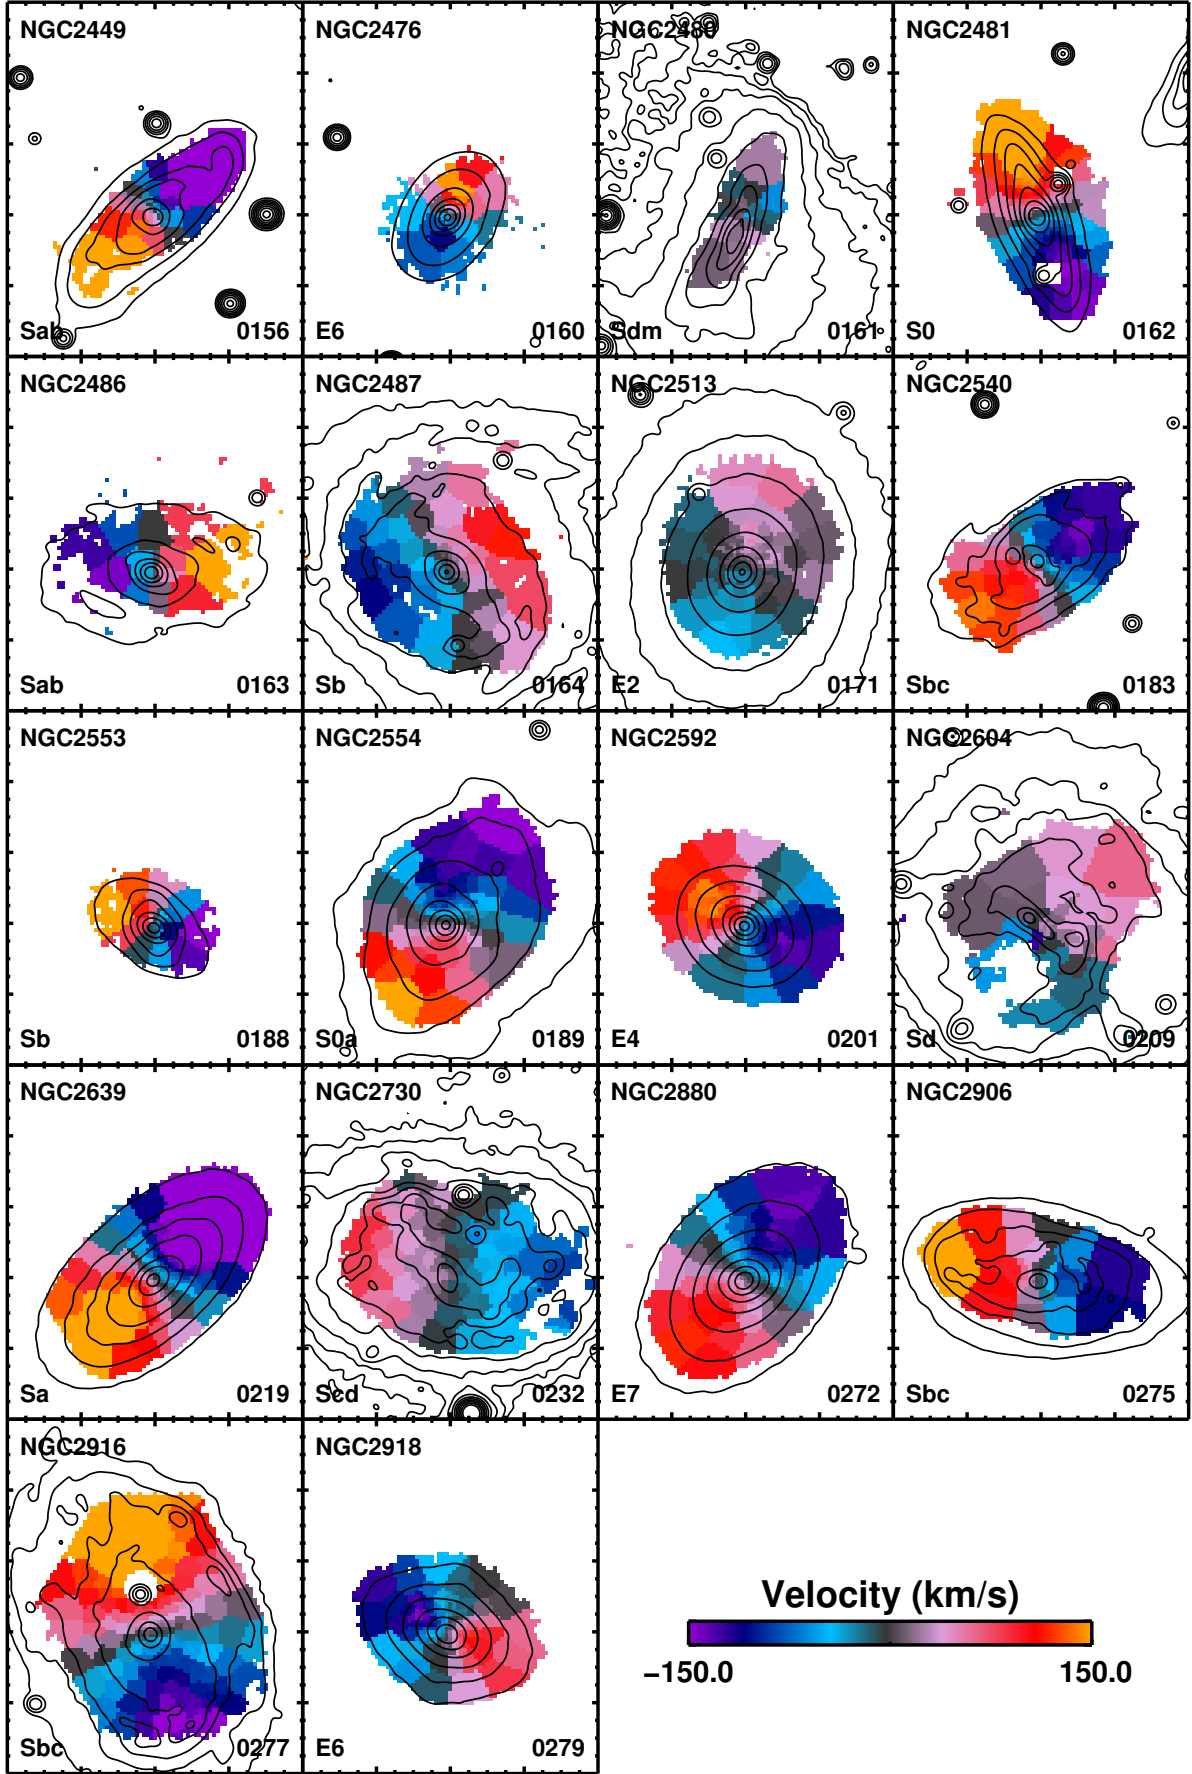 NGC2449
NGC2476
NGC2480
NGC2481
Sab
0156
E6
0160
Sdm
0161
S0
0162
NGC2486
NGC2487
NGC2513
NGC2540
Sab
0163
Sb
0164
E2
0171
Sbc
0183
NGC2553
NGC2554
NGC2592
NGC2604
Sb
0188
S0a
0189
E4
0201
Sd
0209
NGC2639
NGC2730
NGC2880
NGC2906
Sa
0219
Scd
0232
E7
0272
Sbc
0275
NGC2916
NGC2918
Velocity (km/s)
−150.0
150.0
Sbc
0277
E6
0279